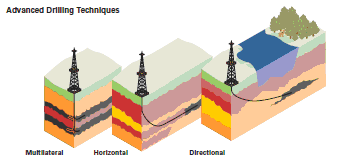 Advanced Drilling Techniques
Multilateral Horizontal Directional